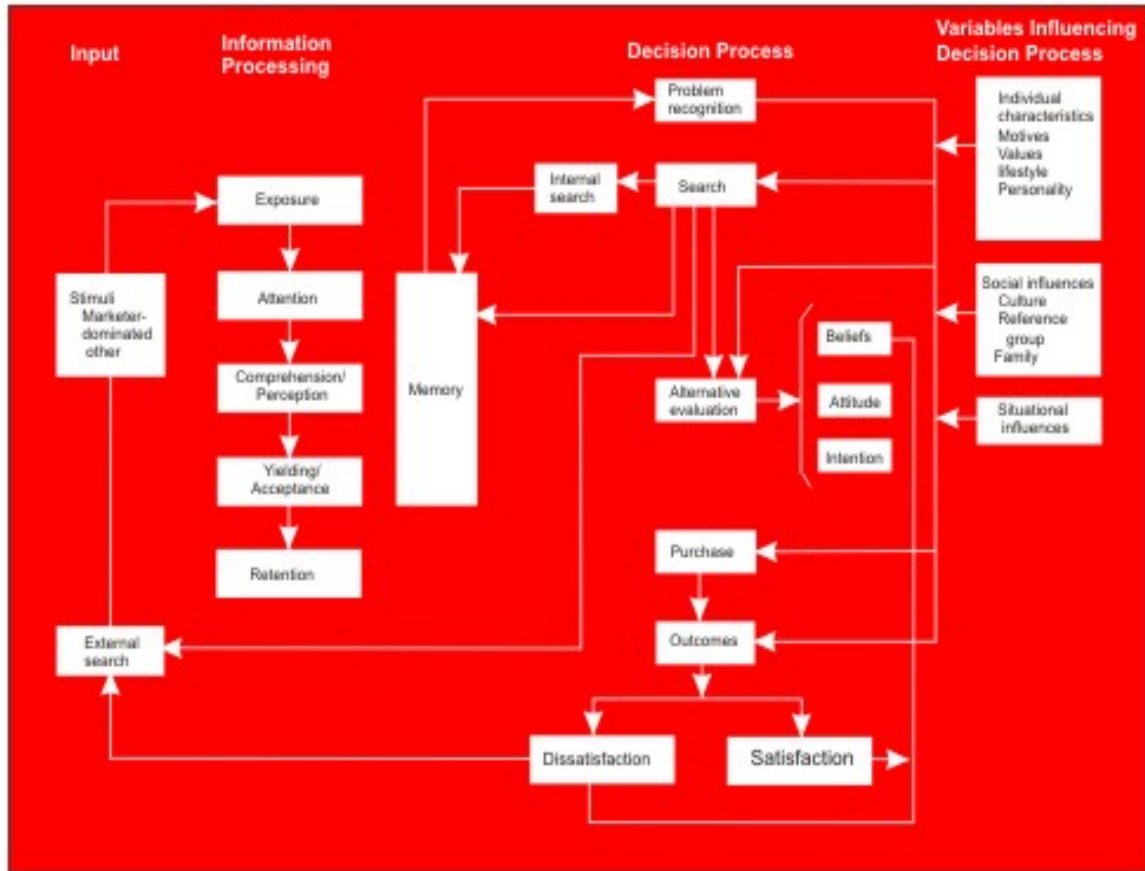 Input
Information
Processing
Decision Process
Variables Influencing
Decision Process
Stimuli
Marketer-
dominated
other
External
search
Exposure
Attention
Comprehension/
Perception
Yielding/
Acceptance
Retention
Memory
Internal
search
Problem
recognition
Search
Alternative
evaluation
Beliefs
Attitude
Intention
Purchase
Outcomes
Dissatisfaction
Satisfaction
Individual
characteristics
Motives
Values
lifestyle
Personality
Social influences
Culture
Reference
group
Family
Situational
influences